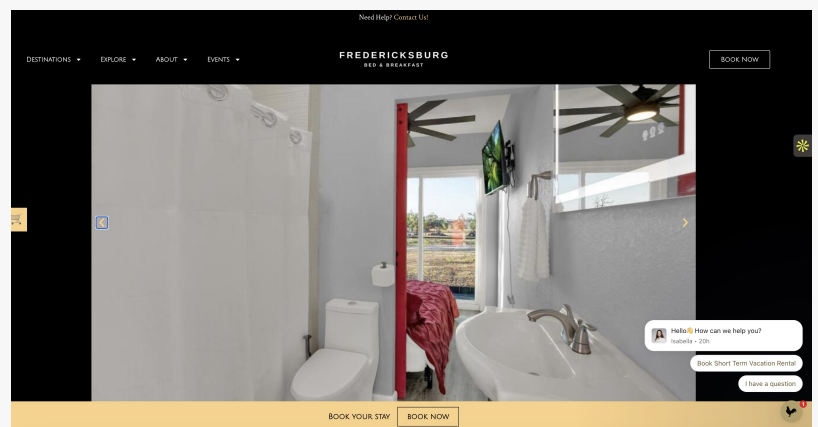 Need Help? Contact Us!
DESTINATIONS
EXPLORE
ABOUT
EVENTS
FREDERICKSBURG
BED & BREAKFAST
BOOK NOW
Hello👋 How can we help you?
Isabella • 20h
Book Short Term Vacation Rental
I have a question
1
BOOK YOUR STAY
BOOK NOW